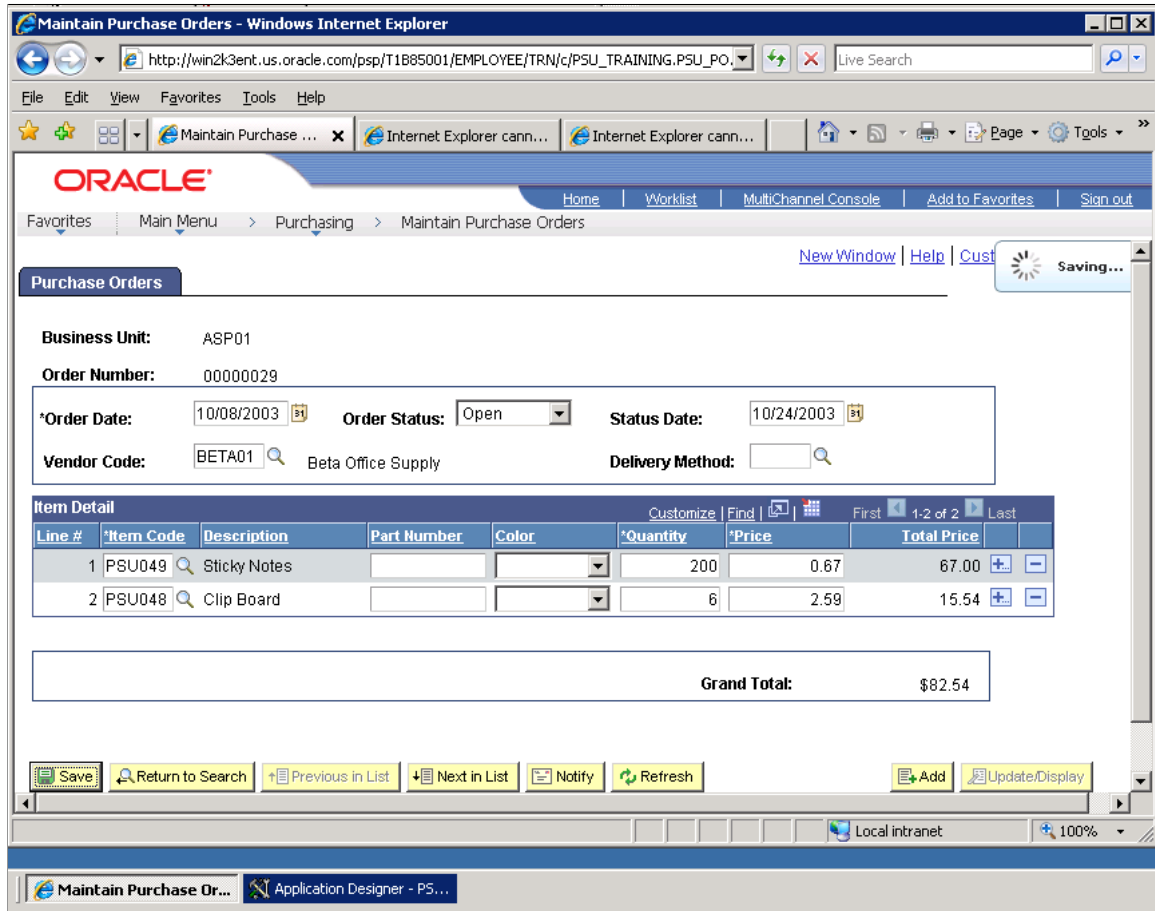 Maintain Purchase Orders - Windows Internet Explorer
http://win2k3ent.us.oracle.com/psp/T1B85001/EMPLOYEE/TRN/c/PSU_TRAINING.PSU_PO. Live Search
File Edit View Favorites Tools Help
Maintain Purchase ... Internet Explorer cann... Internet Explorer cann... Page Tools »
ORACLE
Home | Worklist | MultiChannel Console | Add to Favorites | Sign out
Favorites Main Menu > Purchasing > Maintain Purchase Orders
New Window | Help | Cust Saving...
Purchase Orders
Business Unit: ASP01
Order Number: 00000029
*Order Date: 10/08/2003 31 Order Status: Open Status Date: 10/24/2003 31
Vendor Code: BETA01 Beta Office Supply Delivery Method:
Item Detail Customize | Find | | First 1-2 of 2 Last
Line # *Item Code Description Part Number Color *Quantity *Price Total Price
1 PSU049 Sticky Notes 200 0.67 67.00
2 PSU048 Clip Board 6 2.59 15.54
Grand Total: $82.54
Save Return to Search Previous in List Next in List Notify Refresh Add Update/Display
Local intranet 100%
Maintain Purchase Or... Application Designer - PS...